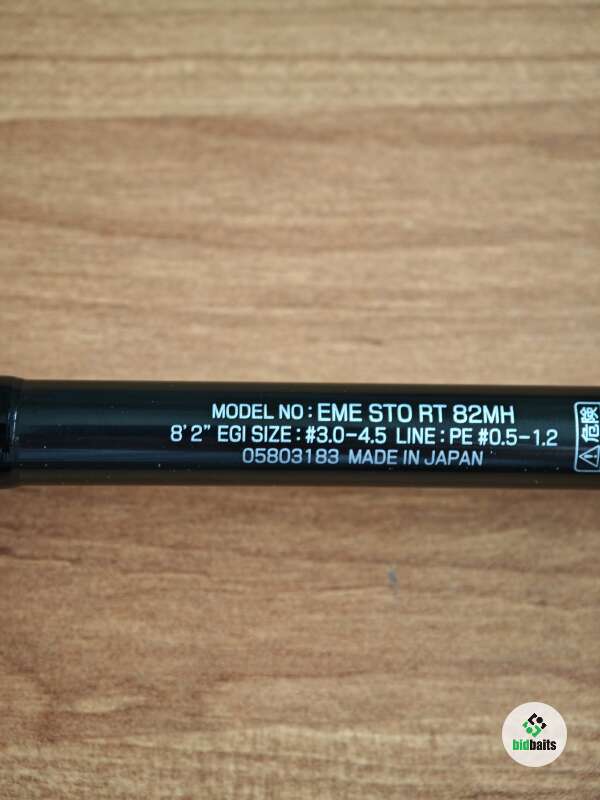 MODEL NO : EME STO RT 82MH
8' 2" EGI SIZE : #3.0-4.5 LINE : PE #0.5-1.2
05803183 MADE IN JAPAN
危険
bidbaits